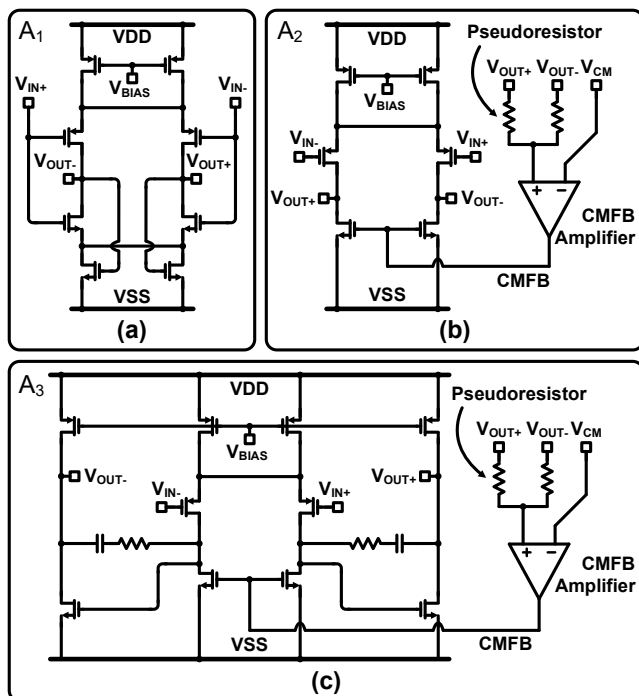 A1
VDD
VBIAS
VIN+
VIN-
VOUT-
VOUT+
VSS
(a)
A2
VDD
VBIAS
VIN-
VIN+
VOUT+
VOUT-
VSS
(b)
Pseudoresistor
VOUT+ VOUT- VCM
+ −
CMFB
Amplifier
CMFB
A3
VDD
VBIAS
VOUT-
VIN-
VIN+
VOUT+
VSS
(c)
Pseudoresistor
VOUT+ VOUT- VCM
+ −
CMFB
Amplifier
CMFB